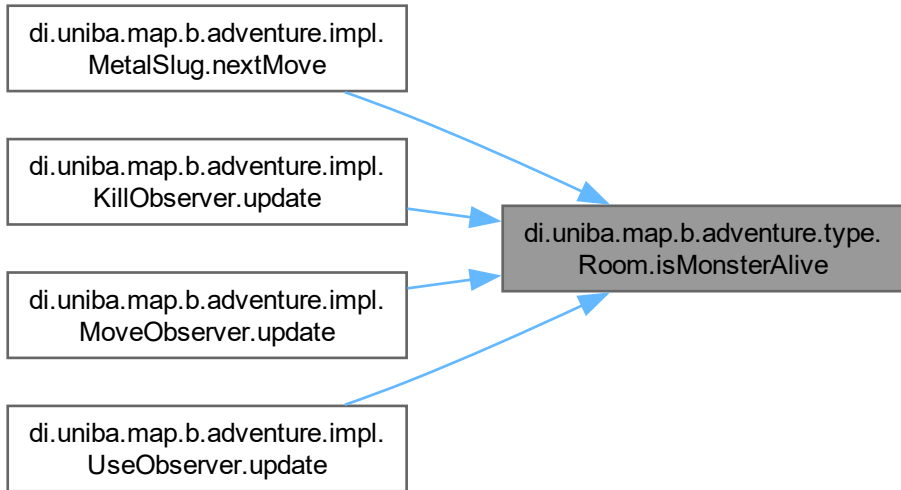 di.uniba.map.b.adventure.impl.
MetalSlug.nextMove
di.uniba.map.b.adventure.impl.
KillObserver.update
di.uniba.map.b.adventure.type.
Room.isMonsterAlive
di.uniba.map.b.adventure.impl.
MoveObserver.update
di.uniba.map.b.adventure.impl.
UseObserver.update